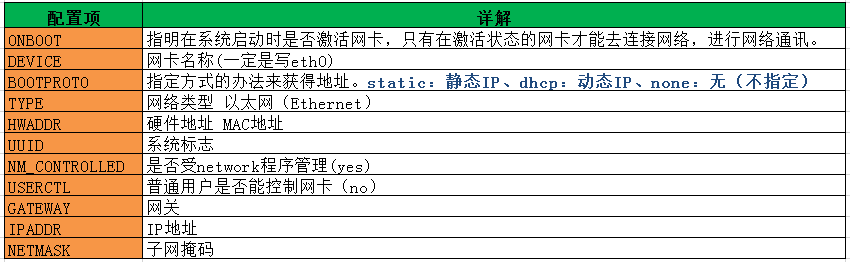 配置项 详解
ONBOOT 指明在系统启动时是否激活网卡，只有在激活状态的网卡才能去连接网络，进行网络通讯。
DEVICE 网卡名称(一定是写eth0)
BOOTPROTO 指定方式的办法来获得地址。static：静态IP、dhcp：动态IP、none：无（不指定）
TYPE 网络类型 以太网（Ethernet）
HWADDR 硬件地址 MAC地址
UUID 系统标志
NM_CONTROLLED 是否受network程序管理(yes)
USERCTL 普通用户是否能控制网卡（no）
GATEWAY 网关
IPADDR IP地址
NETMASK 子网掩码